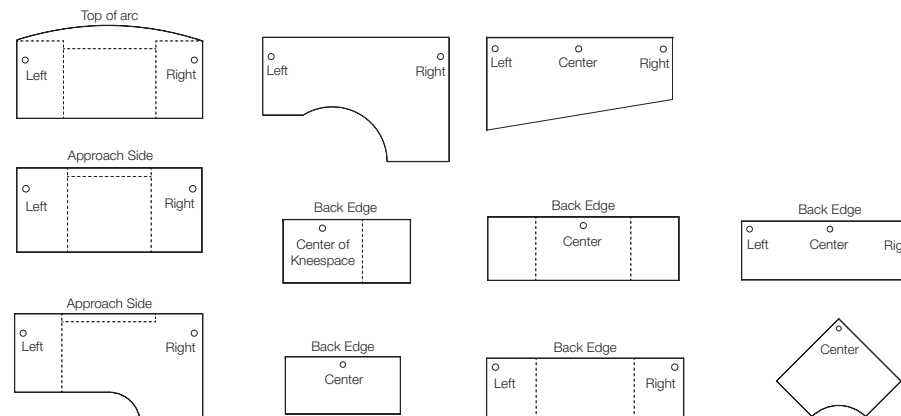 Top of arc
Left
Right
Left
Right
Left
Center
Right
Approach Side
Left
Right
Back Edge
Center of
Kneespace
Back Edge
Center
Back Edge
Left
Center
Approach Side
Left
Right
Back Edge
Center
Back Edge
Left
Right
Center